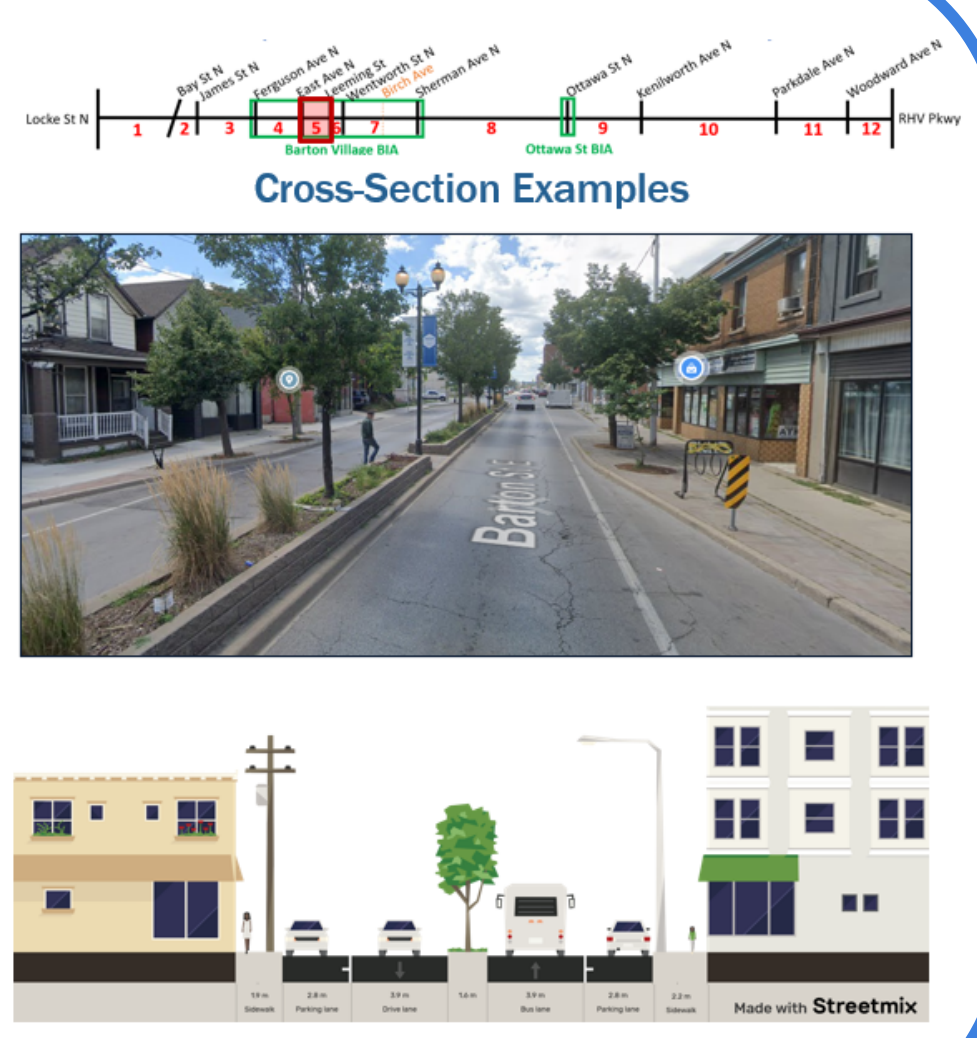 Locke St N
Bay St N
James St N
Ferguson Ave N
East Ave N
Leeming St
Wentworth St N
Birch Ave
Sherman Ave N
Ottawa St N
Kenilworth Ave N
Parkdale Ave N
Woodward Ave N
RHV Pkwy
1 2 3 4 5 6 7 8 9 10 11 12
Barton Village BIA
Ottawa St BIA
Cross-Section Examples
Barton St E
1.9 m 2.8 m 3.9 m 1.6 m 3.9 m 2.8 m 2.2 m
Sidewalk Parking lane Drive lane Bus lane Parking lane Sidewalk
Made with Streetmix